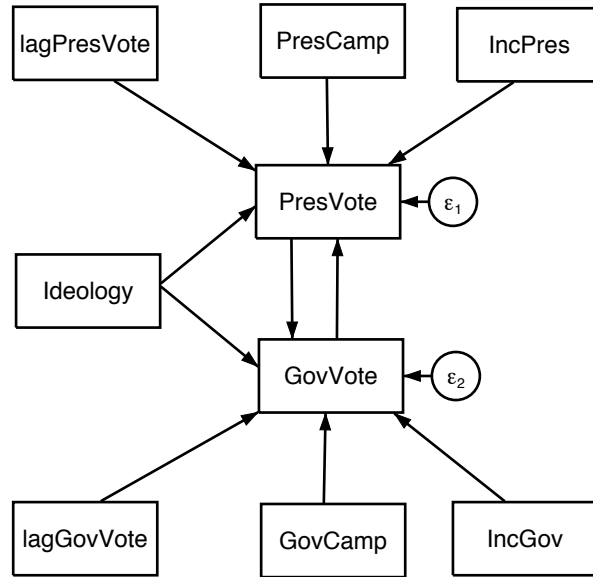 lagPresVote
PresCamp
IncPres
PresVote
ε1
Ideology
GovVote
ε2
lagGovVote
GovCamp
IncGov